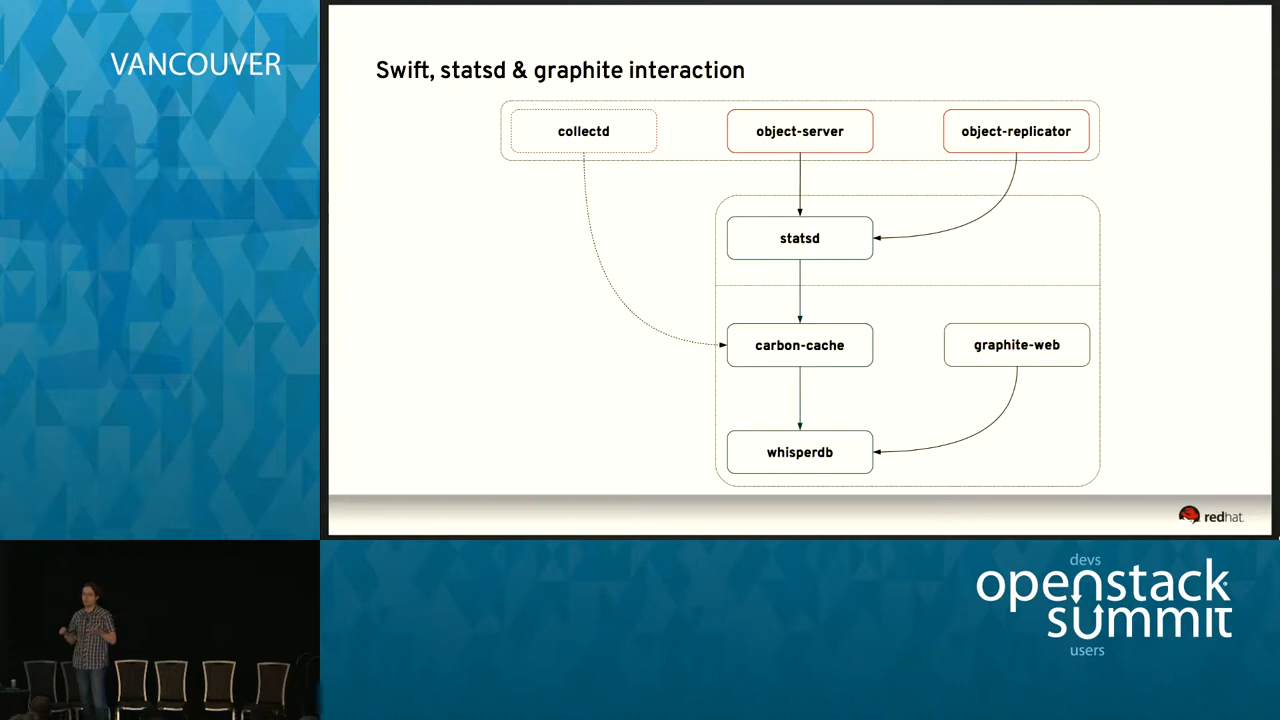 VANCOUVER
Swift, statsd & graphite interaction
collectd
object-server
object-replicator
statsd
carbon-cache
graphite-web
whisperdb
redhat.
devs
openstack
summit
users